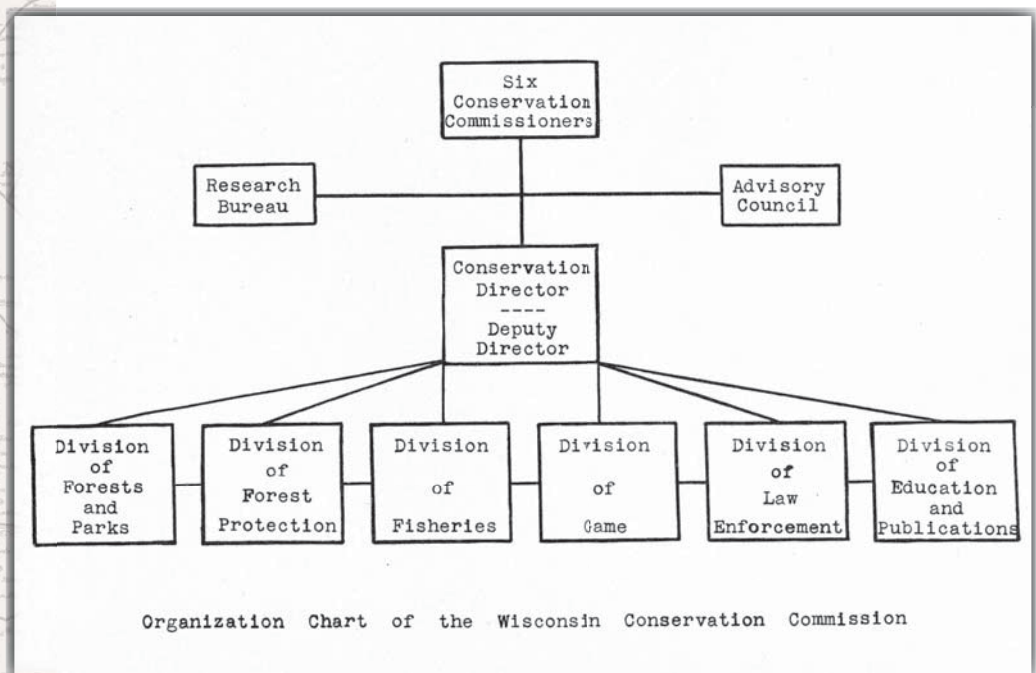 Six
Conservation
Commissioners
Research
Bureau
Advisory
Council
Conservation
Director
----
Deputy
Director
Division
of
Forests
and
Parks
Division
of
Forest
Protection
Division
of
Fisheries
Division
of
Game
Division
of
Law
Enforcement
Division
of
Education
and
Publications
Organization Chart of the Wisconsin Conservation Commission